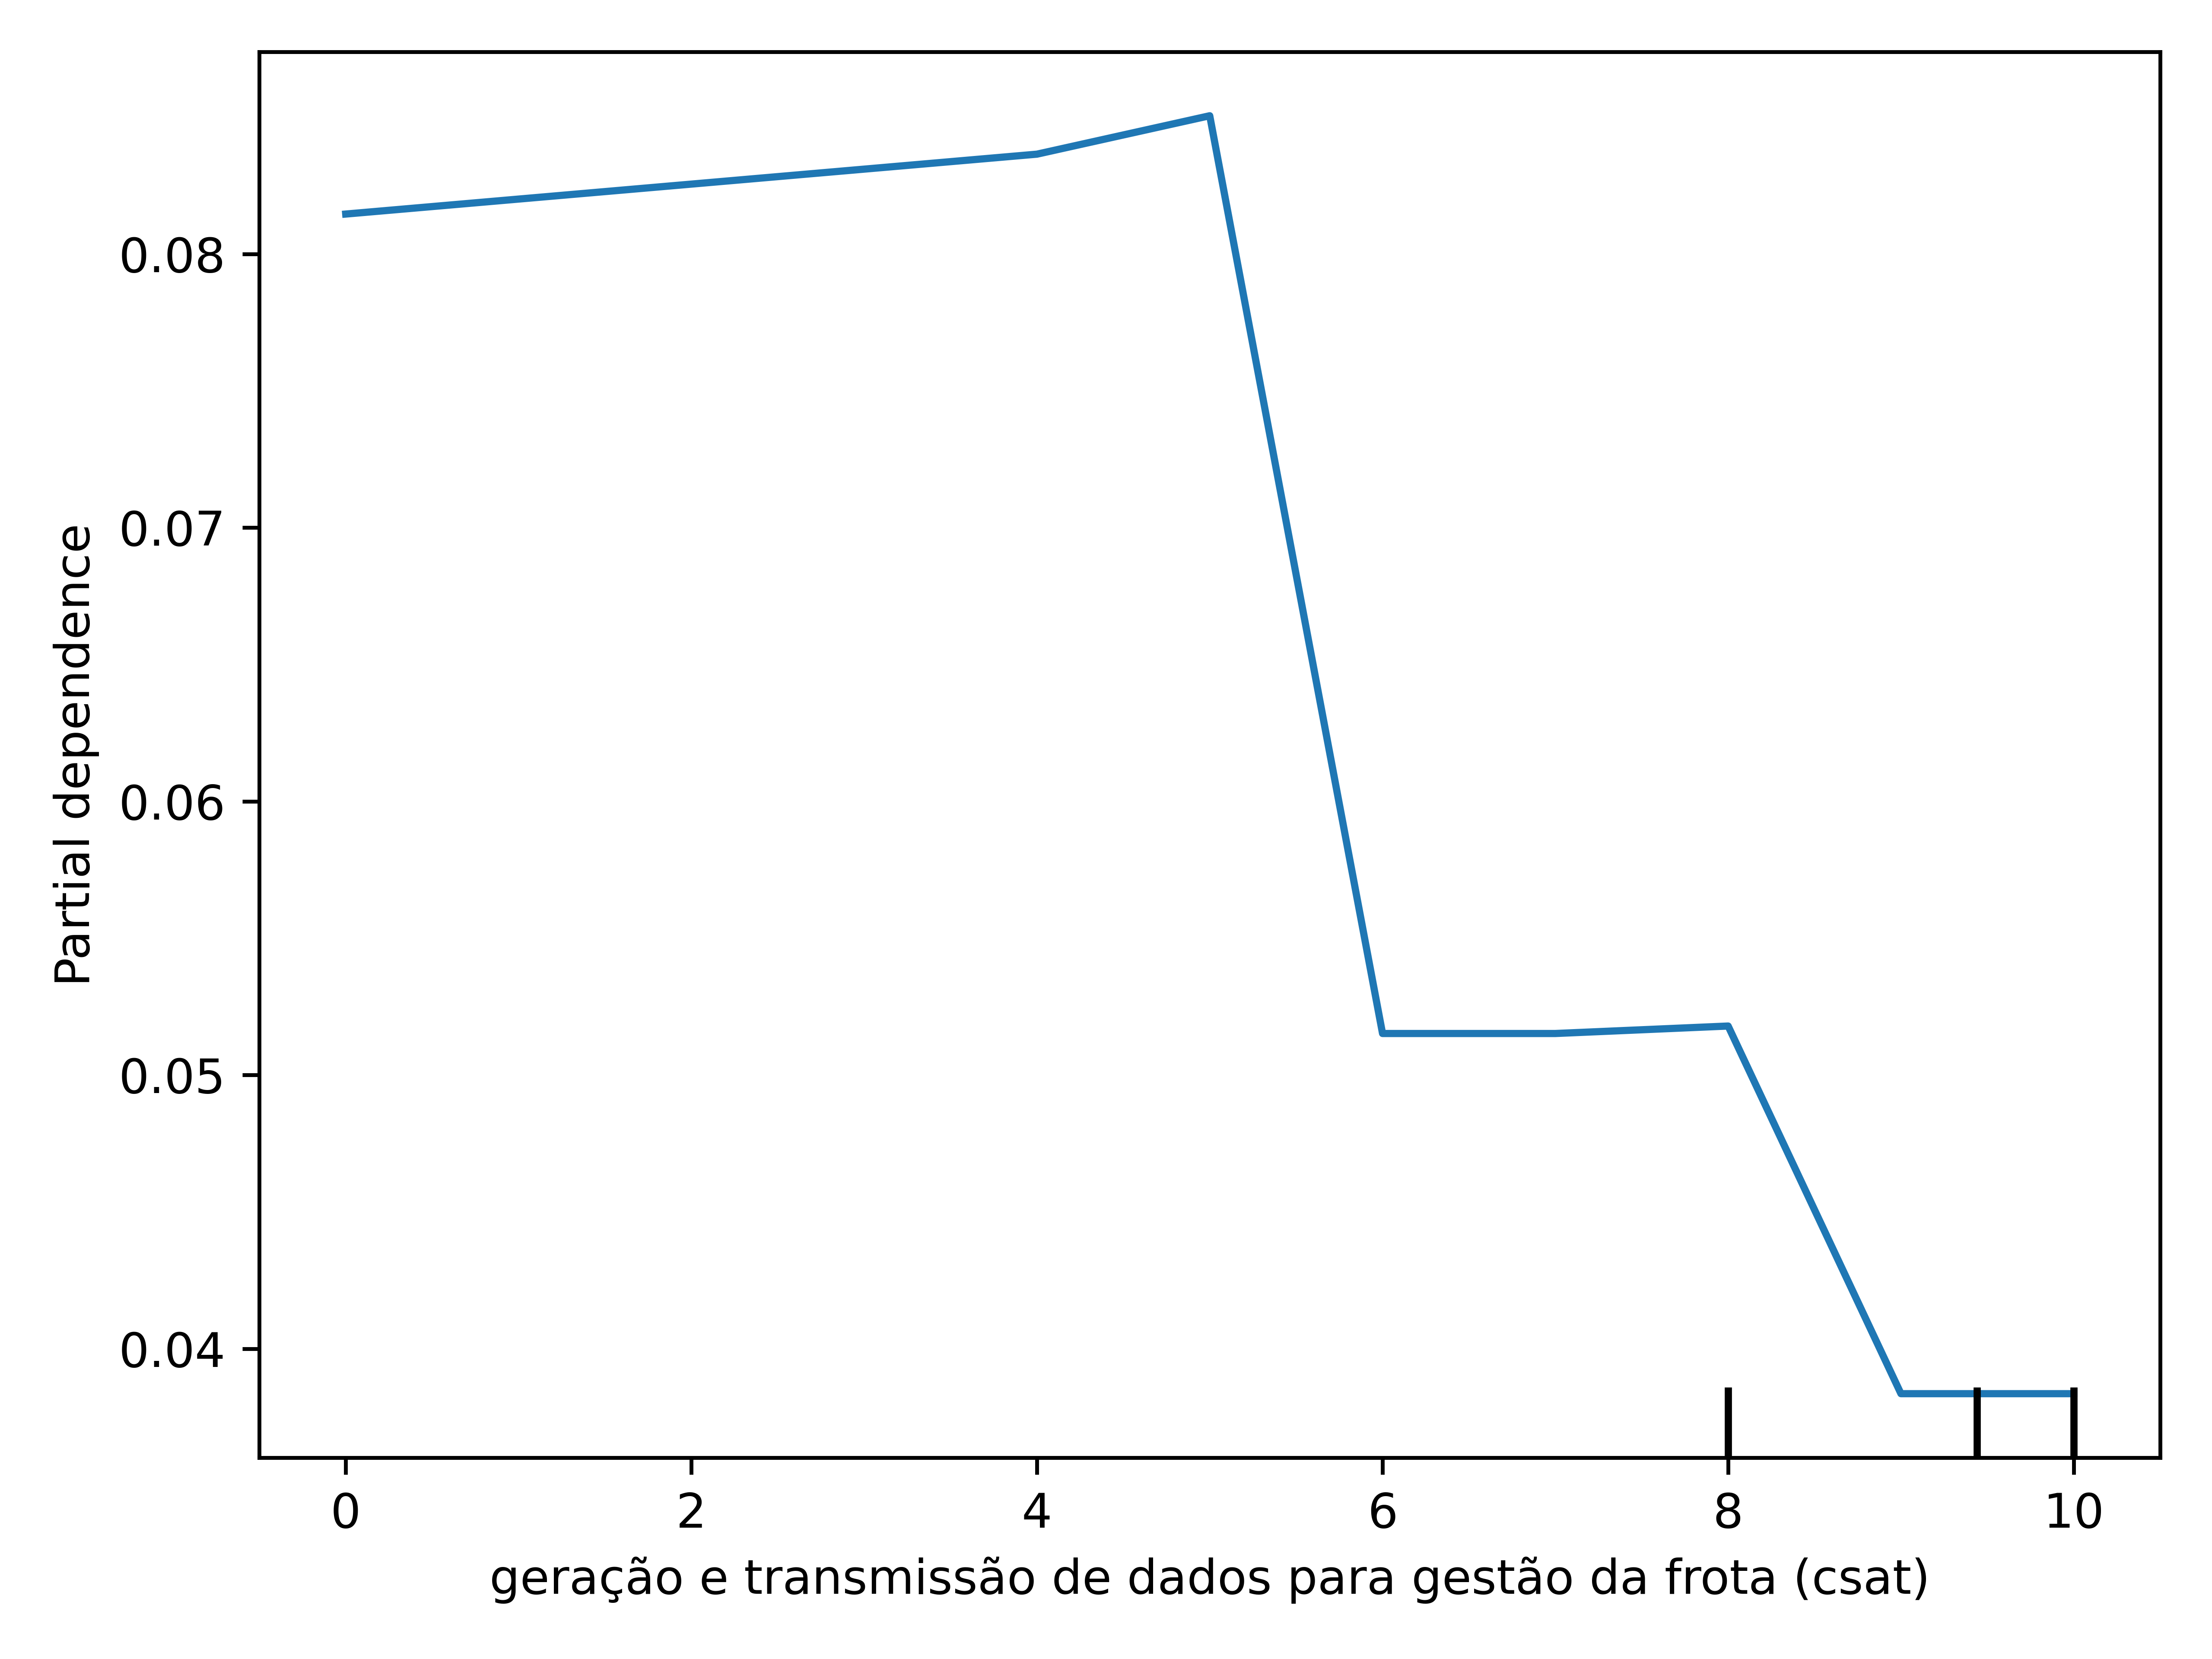 Partial dependence
0.08
0.07
0.06
0.05
0.04
0 2 4 6 8 10
geração e transmissão de dados para gestão da frota (csat)